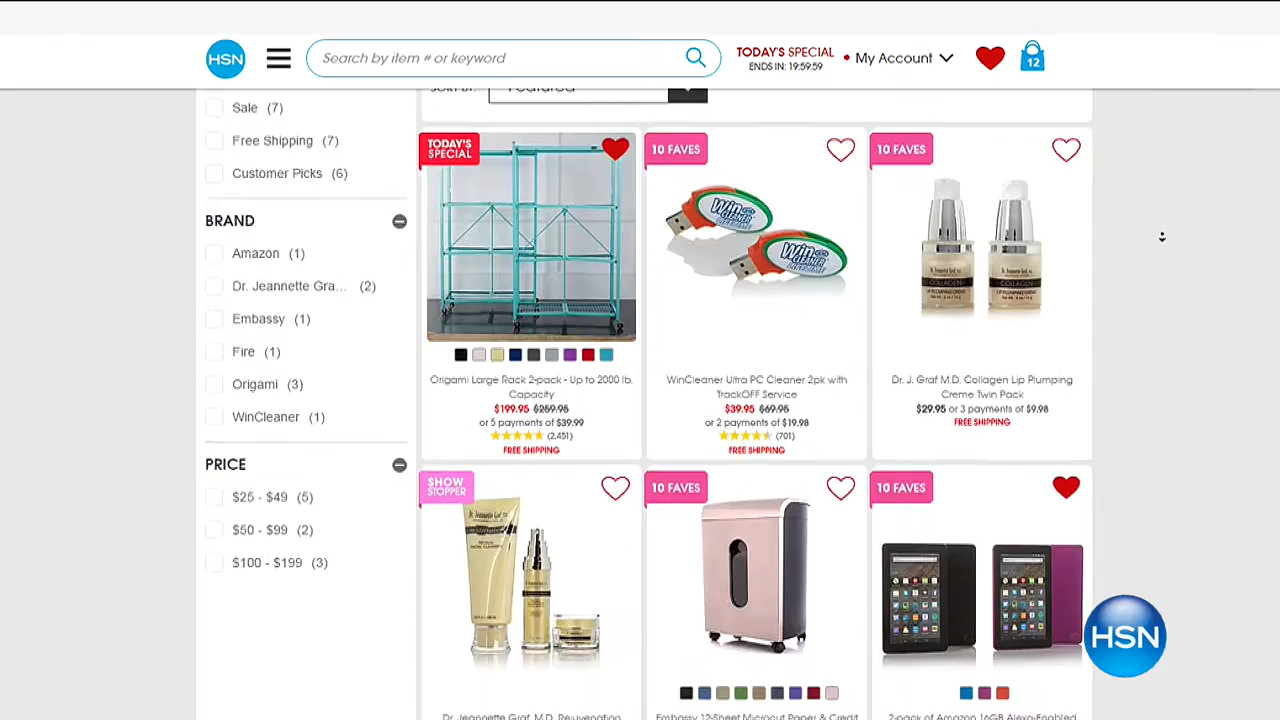 HSN
Search by item # or keyword
TODAY'S SPECIAL
ENDS IN: 19:59:59
My Account
12
SORT BY:
Featured
Sale (7)
Free Shipping (7)
Customer Picks (6)
BRAND
Amazon (1)
Dr. Jeannette Gra... (2)
Embassy (1)
Fire (1)
Origami (3)
WinCleaner (1)
PRICE
$25 - $49 (5)
$50 - $99 (2)
$100 - $199 (3)
TODAY'S
SPECIAL
Origami Large Rack 2-pack - Up to 2000 lb.
Capacity
$199.95 $259.95
or 5 payments of $39.99
(2,451)
FREE SHIPPING
10 FAVES
WinCleaner Ultra PC Cleaner 2pk with
TrackOFF Service
$39.95 $69.95
or 2 payments of $19.98
(701)
FREE SHIPPING
10 FAVES
COLLAGEN
COLLAGEN
Dr. J. Graf M.D. Collagen Lip Plumping
Creme Twin Pack
$29.95 or 3 payments of $9.98
FREE SHIPPING
SHOW
STOPPER
Dr. Jeannette Graf, M.D. Rejuvenation
10 FAVES
Embassy 12-Sheet Microcut Paper & Credit
10 FAVES
2-pack of Amazon 16GB Alexa-Enabled
HSN